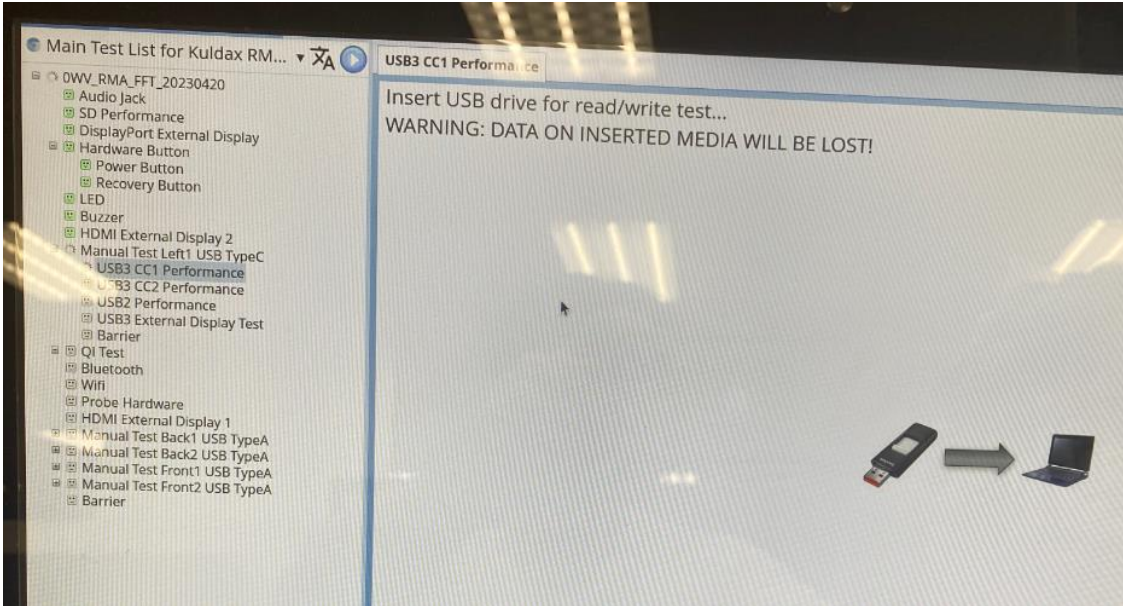 Main Test List for Kuldax RM...
0WV_RMA_FFT_20230420
Audio Jack
SD Performance
DisplayPort External Display
Hardware Button
Power Button
Recovery Button
LED
Buzzer
HDMI External Display 2
Manual Test Left1 USB TypeC
USB3 CC1 Performance
USB3 CC2 Performance
USB2 Performance
USB3 External Display Test
Barrier
QI Test
Bluetooth
Wifi
Probe Hardware
HDMI External Display 1
Manual Test Back1 USB TypeA
Manual Test Back2 USB TypeA
Manual Test Front1 USB TypeA
Manual Test Front2 USB TypeA
Barrier
USB3 CC1 Performance
Insert USB drive for read/write test...
WARNING: DATA ON INSERTED MEDIA WILL BE LOST!